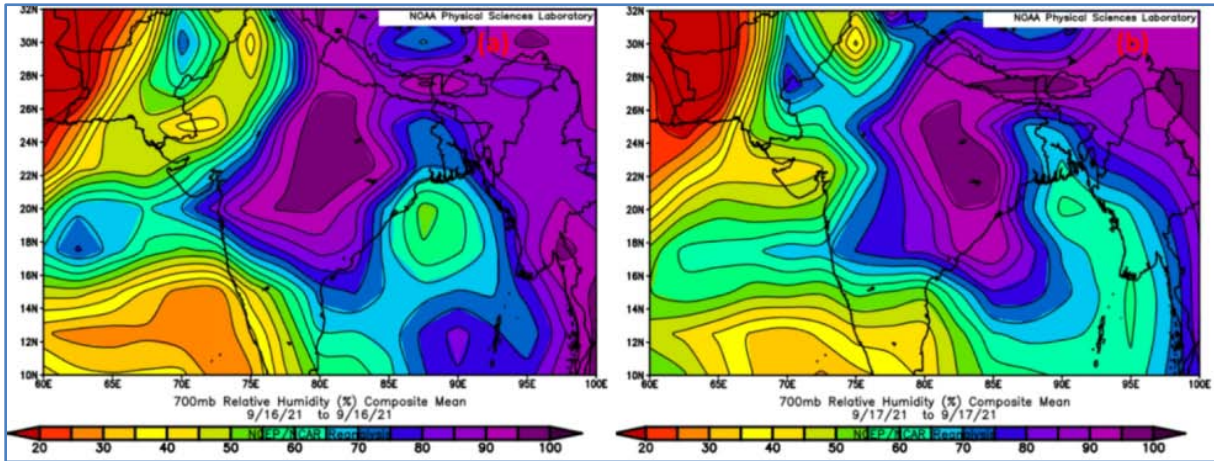 NOAA Physical Sciences Laboratory
(a)
32N
30N
28N
26N
24N
22N
20N
18N
16N
14N
12N
10N
60E 65E 70E 75E 80E 85E 90E 95E 100E
700mb Relative Humidity (%) Composite Mean
9/16/21 to 9/16/21
NCEP/NCAR Reanalysis
20 30 40 50 60 70 80 90 100
NOAA Physical Sciences Laboratory
(b)
32N
30N
28N
26N
24N
22N
20N
18N
16N
14N
12N
10N
60E 65E 70E 75E 80E 85E 90E 95E 100E
700mb Relative Humidity (%) Composite Mean
9/17/21 to 9/17/21
NCEP/NCAR Reanalysis
20 30 40 50 60 70 80 90 100